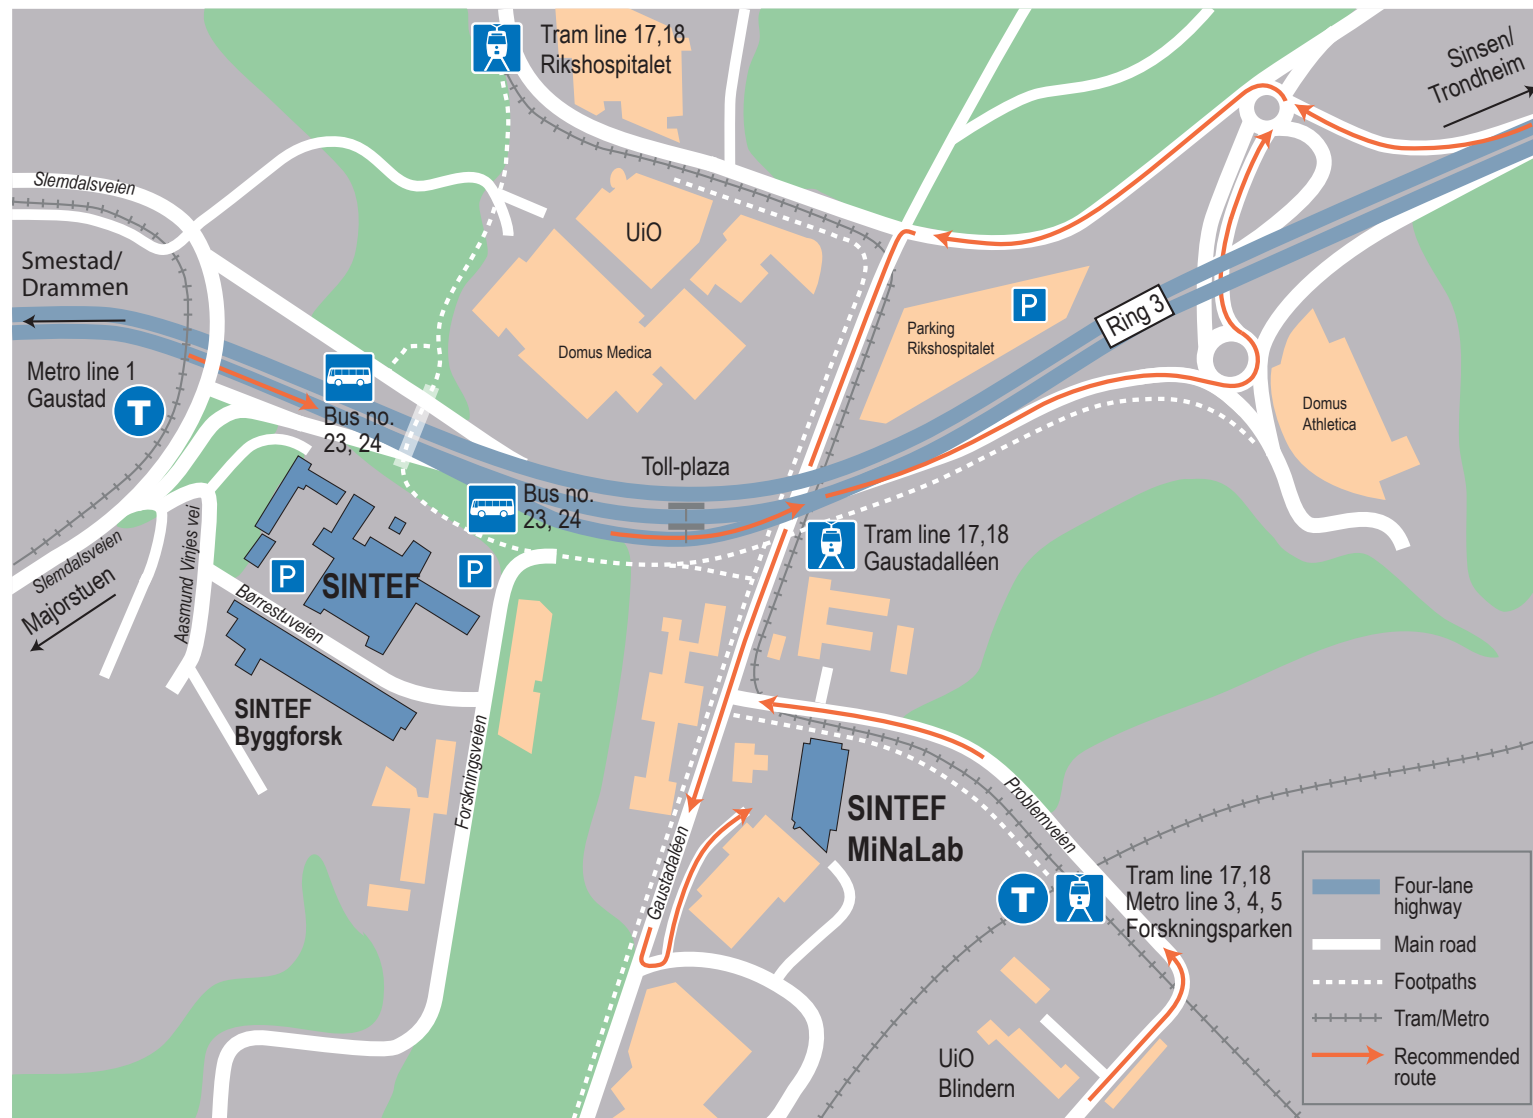 Tram line 17,18
Rikshospitalet
Sinsen/
Trondheim
Slemdalsveien
UiO
Smestad/
Drammen
P
Ring 3
Parking
Rikshospitalet
Domus Medica
Metro line 1
Gaustad
T
Bus no.
23, 24
Domus
Athletica
Toll-plaza
Bus no.
23, 24
Tram line 17,18
Gaustadalléen
Slemdalsveien
Majorstuen
Aasmund Vinjes vei
P
SINTEF
P
Børrestuveien
SINTEF
Byggforsk
Forskningsveien
SINTEF
MiNaLab
Problemveien
Gaustadaléen
T
Tram line 17,18
Metro line 3, 4, 5
Forskningsparken
UiO
Blindern
Four-lane
highway
Main road
Footpaths
Tram/Metro
Recommended
route